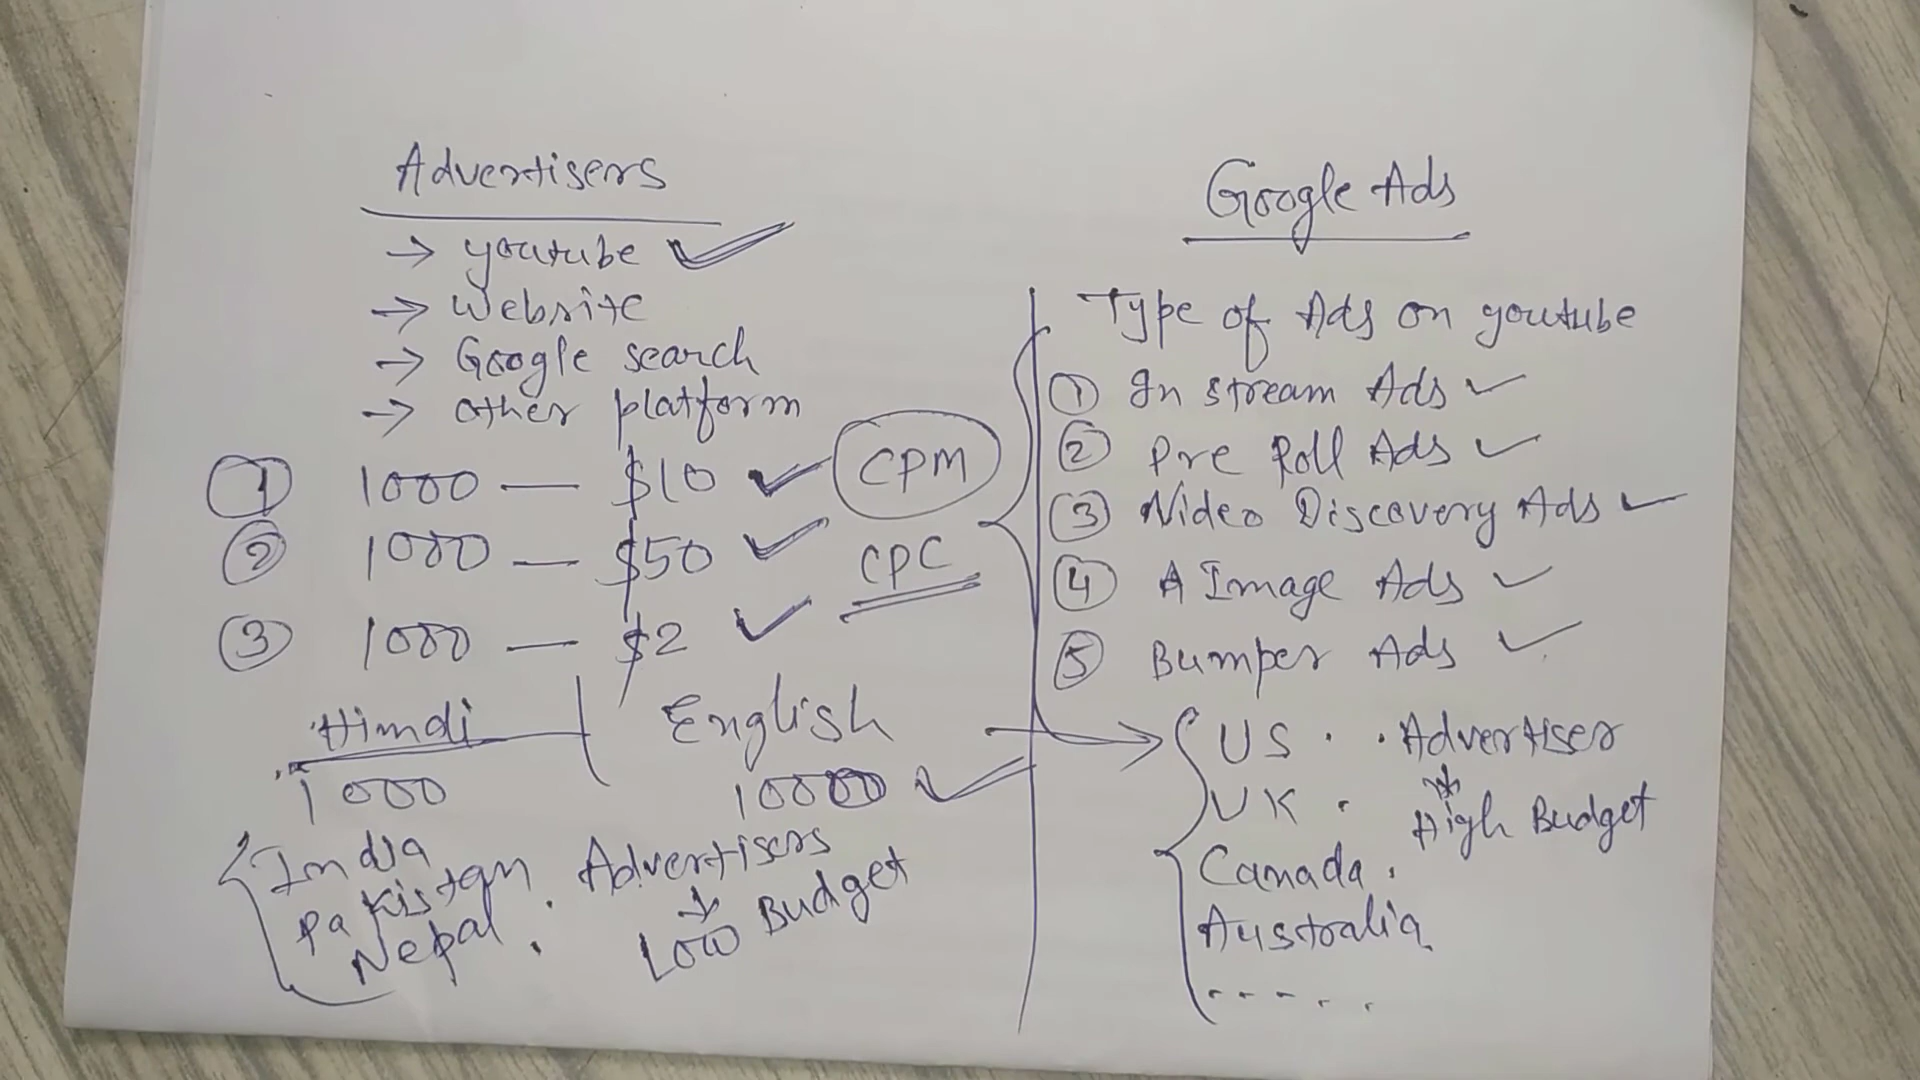 Advertisers
→ youtube ✓
→ Website
→ Google search
→ other platform
① 1000 — $10 ✓ CPM
② 1000 — $50 ✓ CPC
③ 1000 — $2 ✓
Himdi English
1000 10000 ✓
India
Pakistan
Nepal
Advertisers
↓
Low Budget
Google Ads
Type of Ads on youtube
① In stream Ads ✓
② Pre Roll Ads ✓
③ Video Discovery Ads ✓
④ A Image Ads ✓
⑤ Bumper Ads ✓
US
UK
Canada
Australia
.....
Advertiser
↓
High Budget